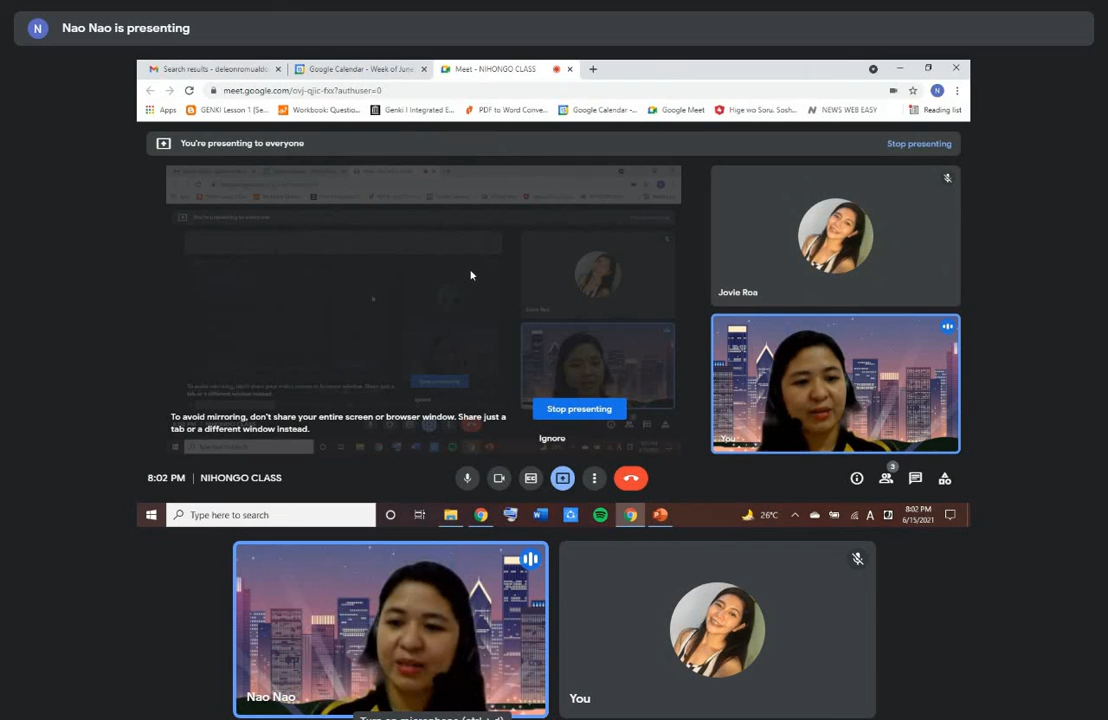 N Nao Nao is presenting
Search results - deleonromuald Google Calendar - Week of June Meet - NIHONGO CLASS
meet.google.com/ovj-qjic-fxx?authuser=0 N
Apps GENKI Lesson 1 [Se... Workbook: Questio... Genki I Integrated E... PDF to Word Conve... Google Calendar -... Google Meet Hige wo Soru. Sosh... NEWS WEB EASY Reading list
You're presenting to everyone Stop presenting
Jovie Roa
To avoid mirroring, don't share your entire screen or browser window. Share just a
tab or a different window instead.
Stop presenting
Ignore
You
8:02 PM | NIHONGO CLASS
3
Type here to search
26°C A 8:02 PM
6/15/2021
Nao Nao
You
Turn on microphone (ctrl + d)